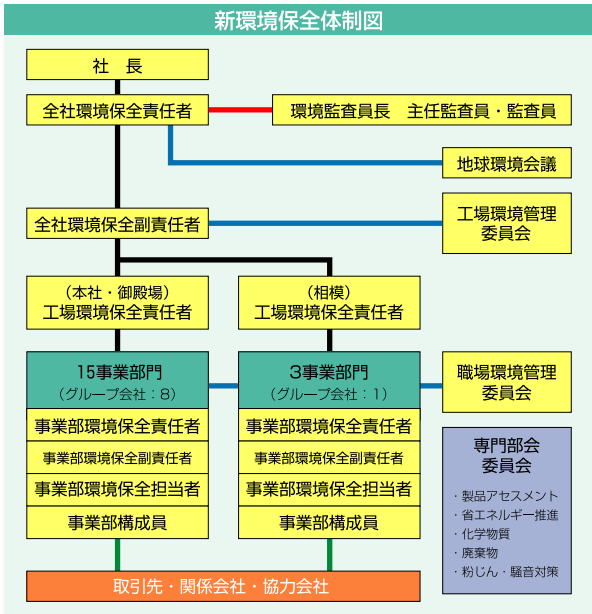 新環境保全体制図
社　長
全社環境保全責任者
環境監査員長　主任監査員・監査員
地球環境会議
全社環境保全副責任者
工場環境管理
委員会
（本社・御殿場）
工場環境保全責任者
（相模）
工場環境保全責任者
15事業部門
（グループ会社：8）
3事業部門
（グループ会社：1）
職場環境管理
委員会
事業部環境保全責任者
事業部環境保全副責任者
事業部環境保全担当者
事業部構成員
事業部環境保全責任者
事業部環境保全副責任者
事業部環境保全担当者
事業部構成員
専門部会
委員会
・製品アセスメント
・省エネルギー推進
・化学物質
・廃棄物
・粉じん・騒音対策
取引先・関係会社・協力会社